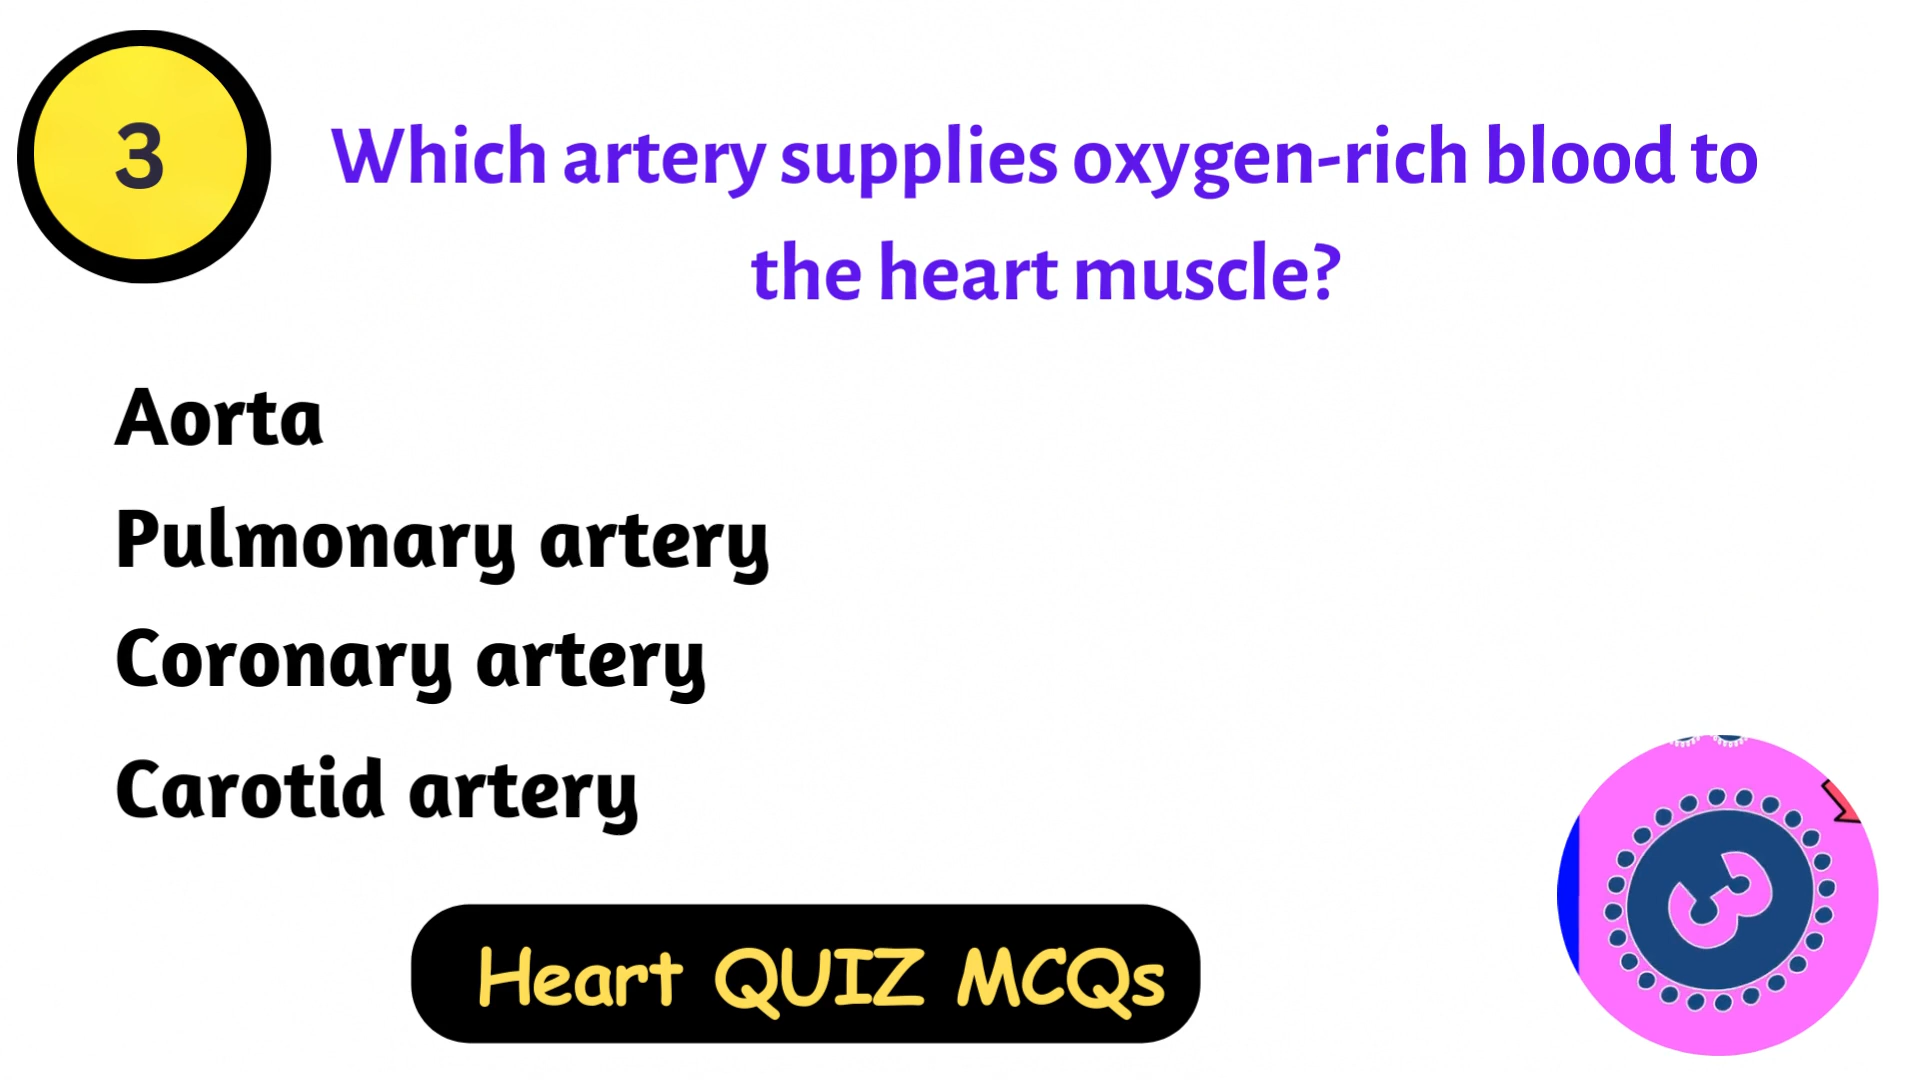 3
Which artery supplies oxygen-rich blood to
the heart muscle?
Aorta
Pulmonary artery
Coronary artery
Carotid artery
Heart QUIZ MCQs